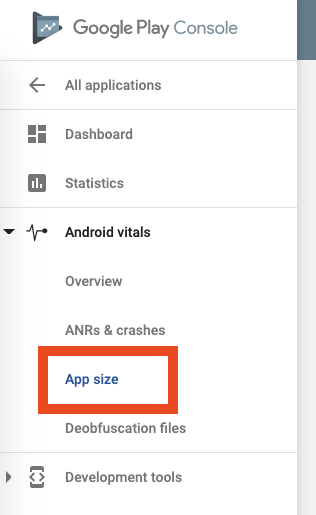 Google Play Console
All applications
Dashboard
Statistics
Android vitals
Overview
ANRs & crashes
App size
Deobfuscation files
Development tools